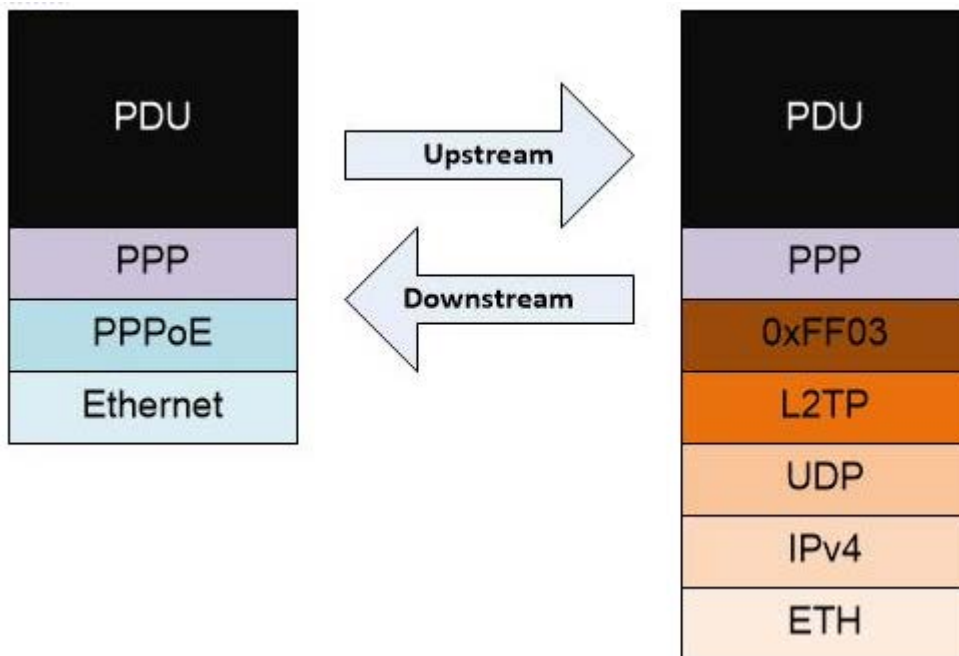 PDU
PPP
PPPoE
Ethernet
Upstream
Downstream
PDU
PPP
0xFF03
L2TP
UDP
IPv4
ETH